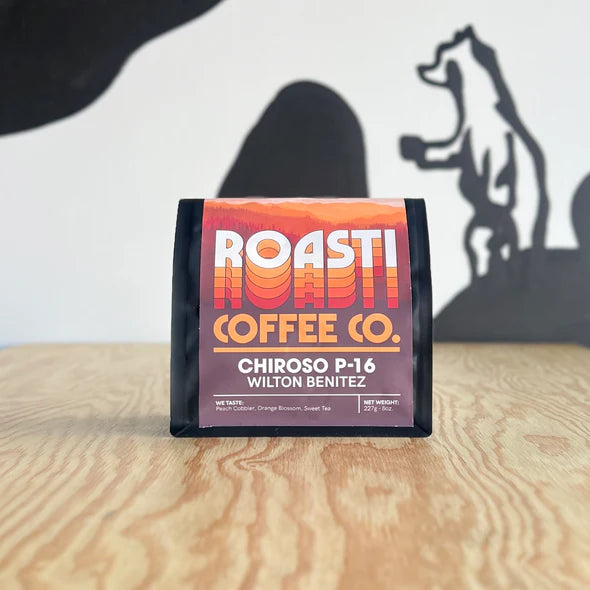 ROASTI
COFFEE CO.
CHIROSO P-16
WILTON BENITEZ
WE TASTE:
Peach Cobbler, Orange Blossom, Sweet Tea
NET WEIGHT:
227g - 8oz.